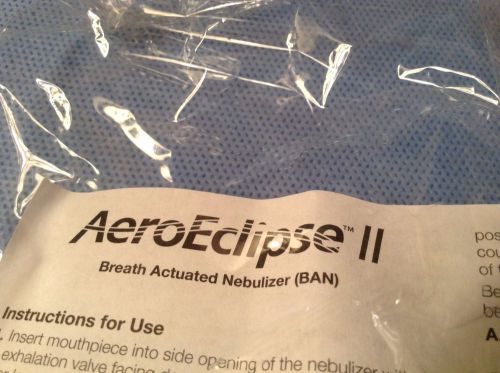 AeroEclipse™ II
Breath Actuated Nebulizer (BAN)
Instructions for Use
Insert mouthpiece into side opening of the nebulizer
exhalation valve facing
pos
cou
of
Be
be
A.